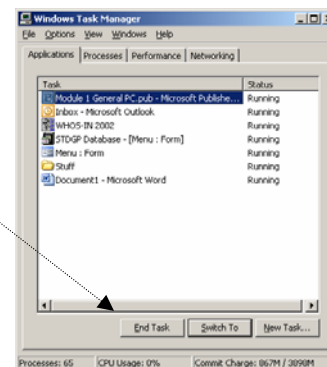 Windows Task Manager
File Options View Windows Help
Applications Processes Performance Networking
Task Status
Module 1 General PC.pub - Microsoft Publishe... Running
Inbox - Microsoft Outlook Running
WHOS-IN 2002 Running
STDGP Database - [Menu : Form] Running
Menu : Form Running
Stuff Running
Document1 - Microsoft Word Running
End Task Switch To New Task...
Processes: 65 CPU Usage: 0% Commit Charge: 867M / 3898M